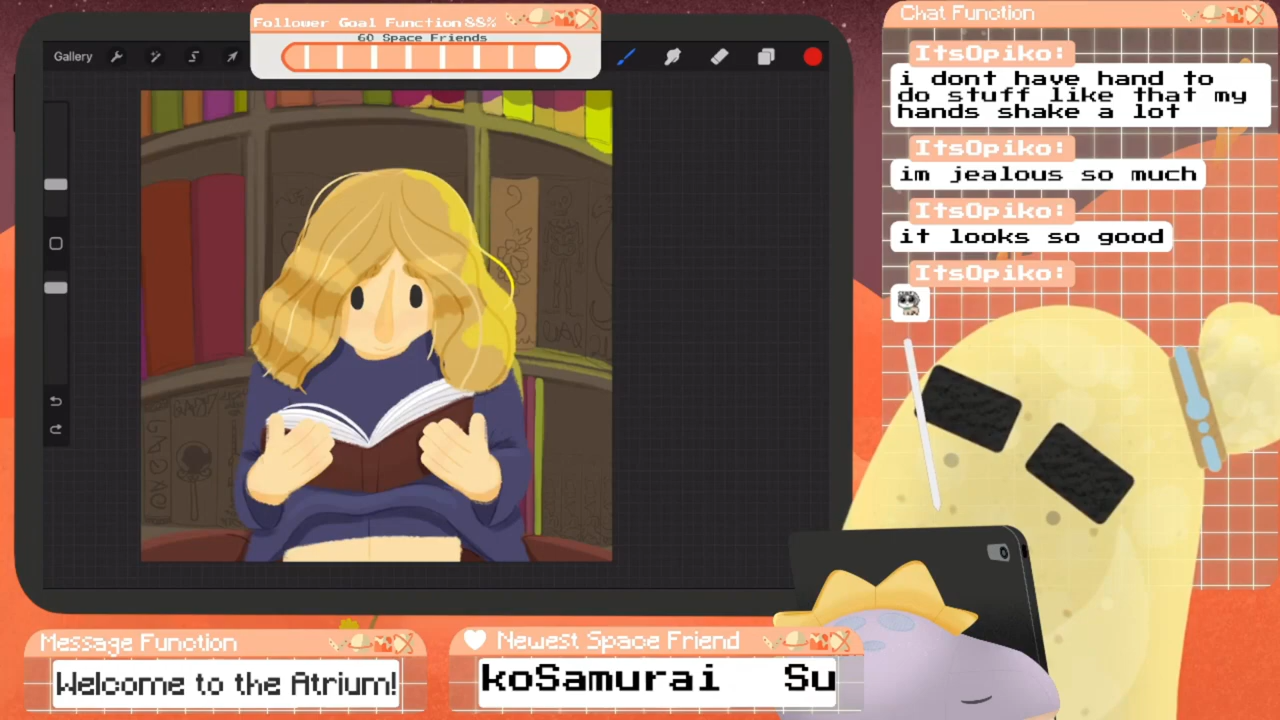 Follower Goal Function 88%
60 Space Friends
Gallery
Chat Function
ItsOpiko:
i dont have hand to
do stuff like that my
hands shake a lot
ItsOpiko:
im jealous so much
ItsOpiko:
it looks so good
ItsOpiko:
Message Function
Welcome to the Atrium!
Newest Space Friend
koSamurai Su